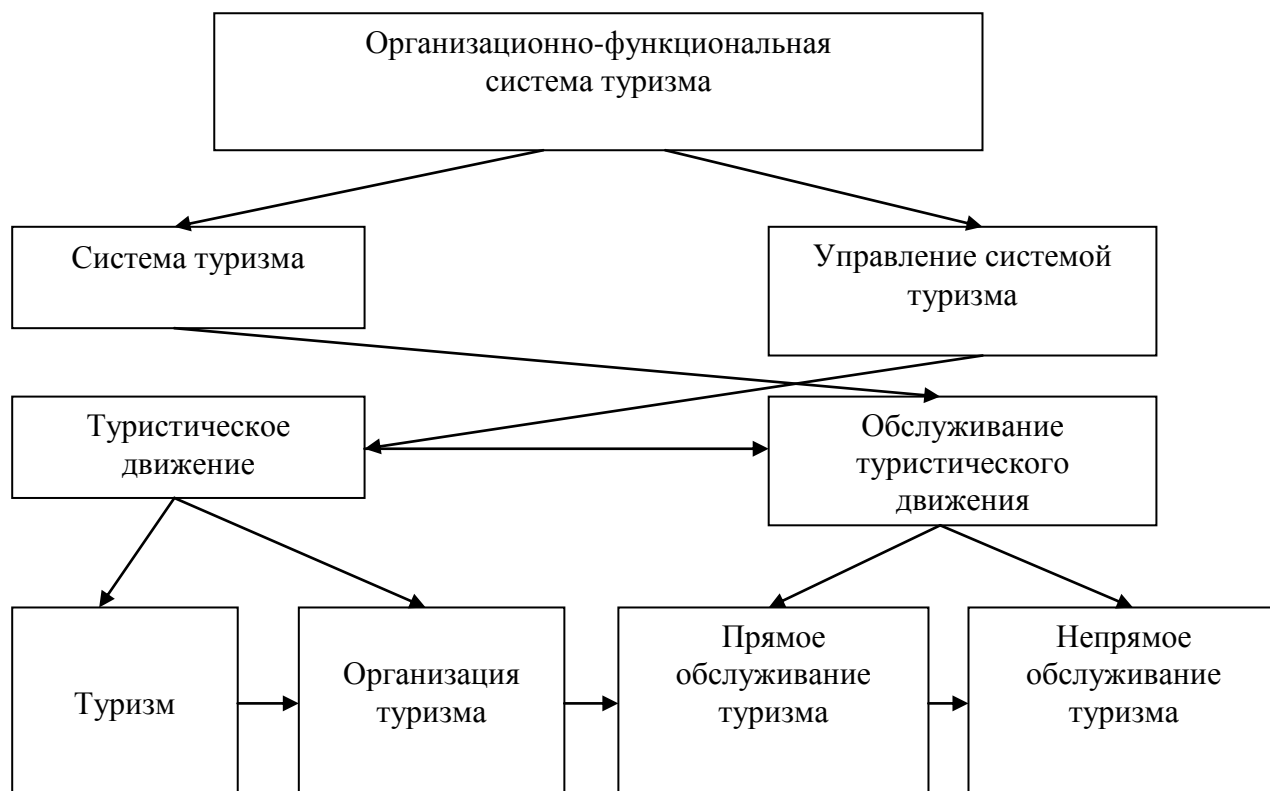 Организационно-функциональная
система туризма
Система туризма
Управление системой
туризма
Туристическое
движение
Обслуживание
туристического
движения
Туризм
Организация
туризма
Прямое
обслуживание
туризма
Непрямое
обслуживание
туризма